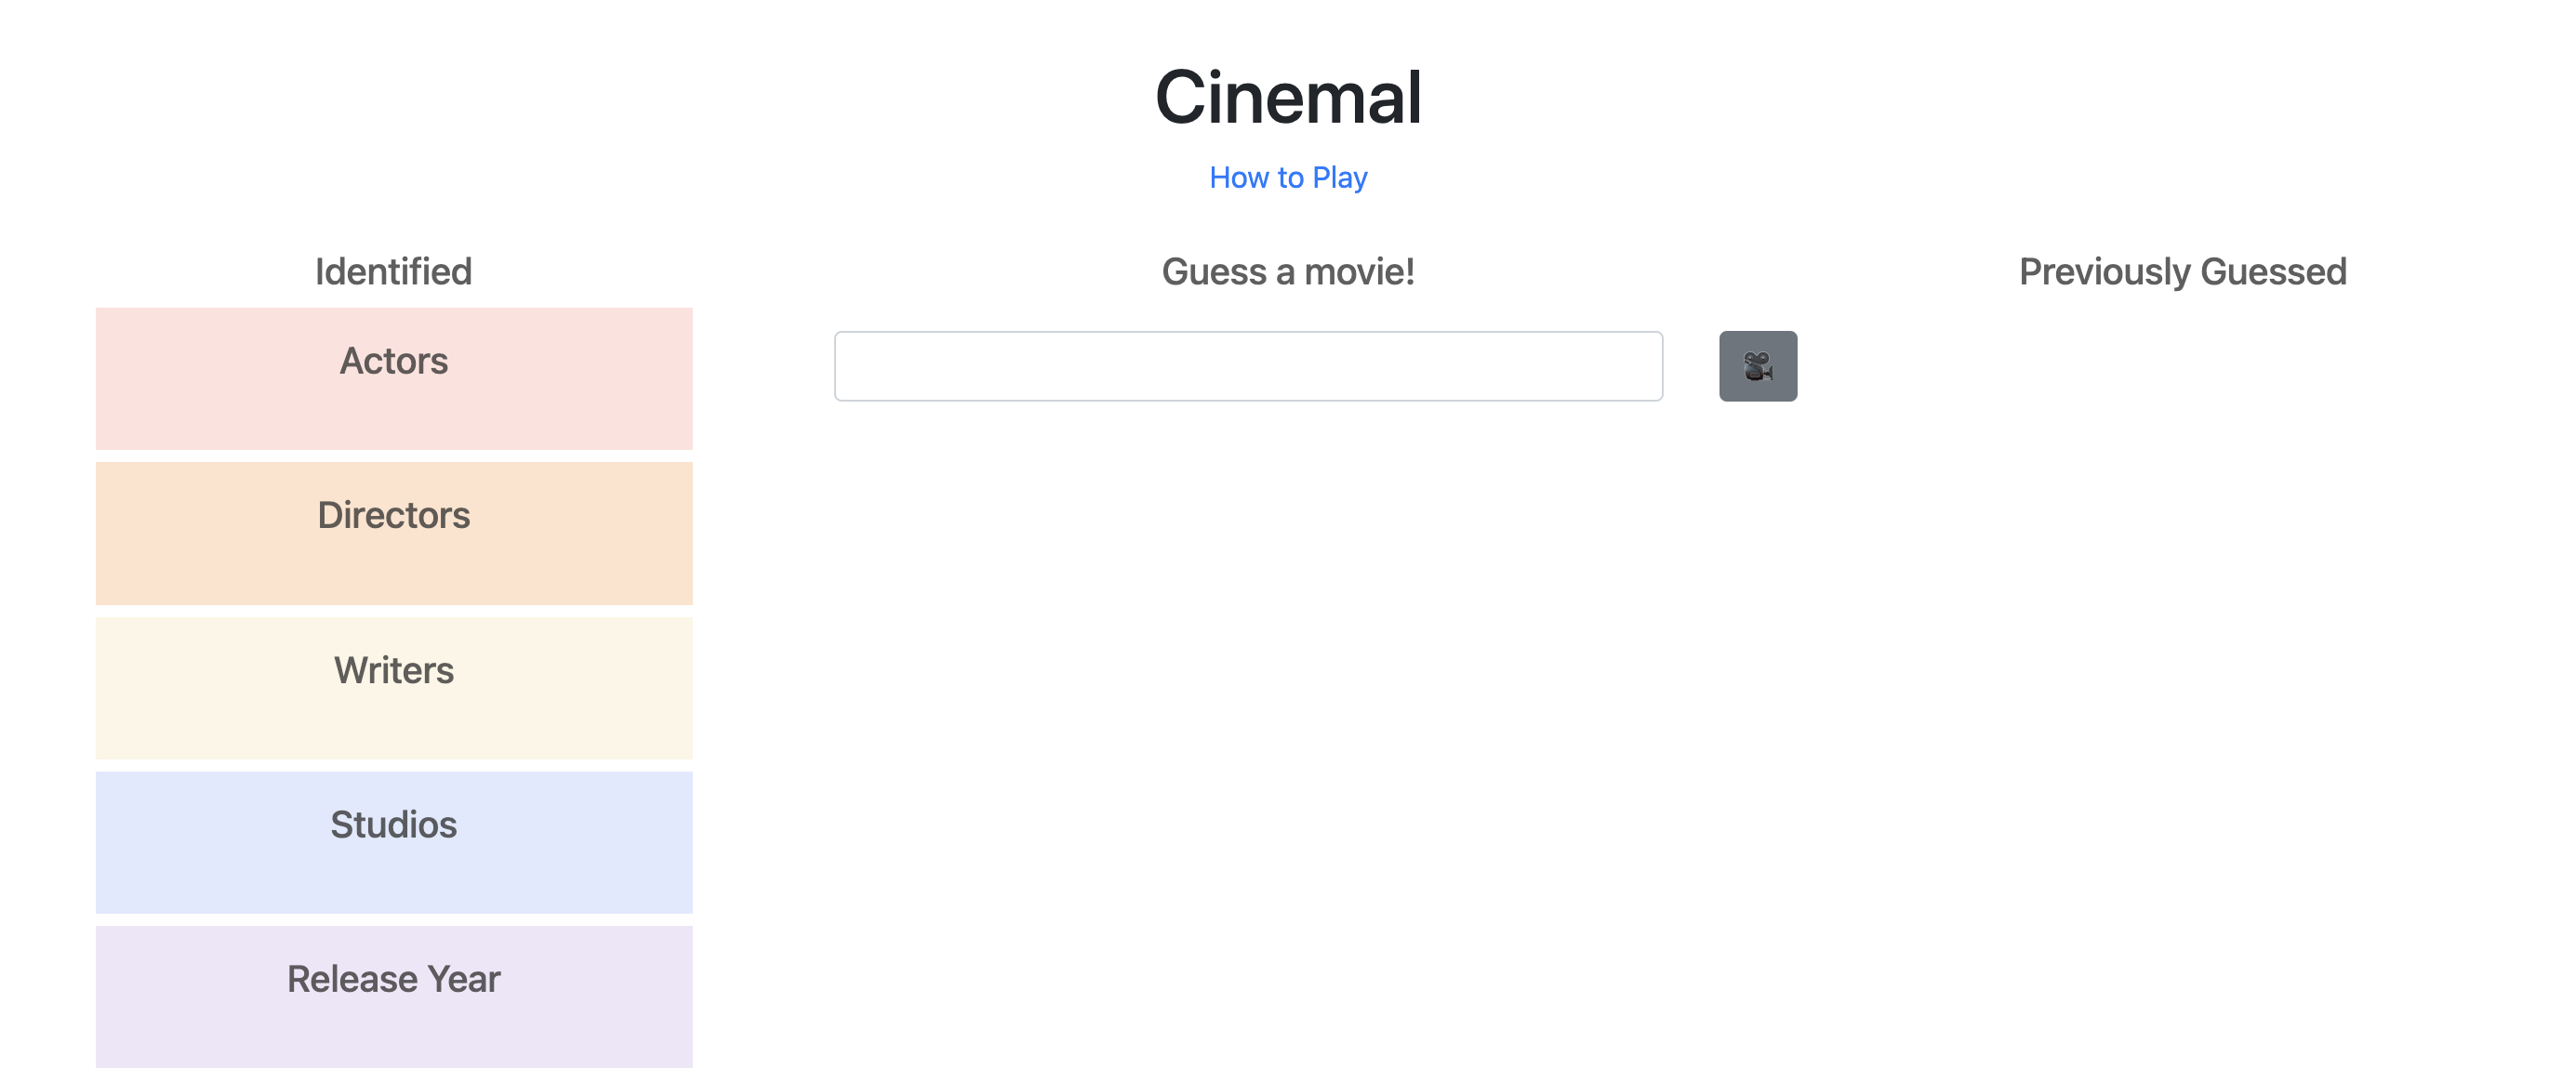 Cinemal
How to Play
Identified
Actors
Directors
Writers
Studios
Release Year
Guess a movie!
Previously Guessed